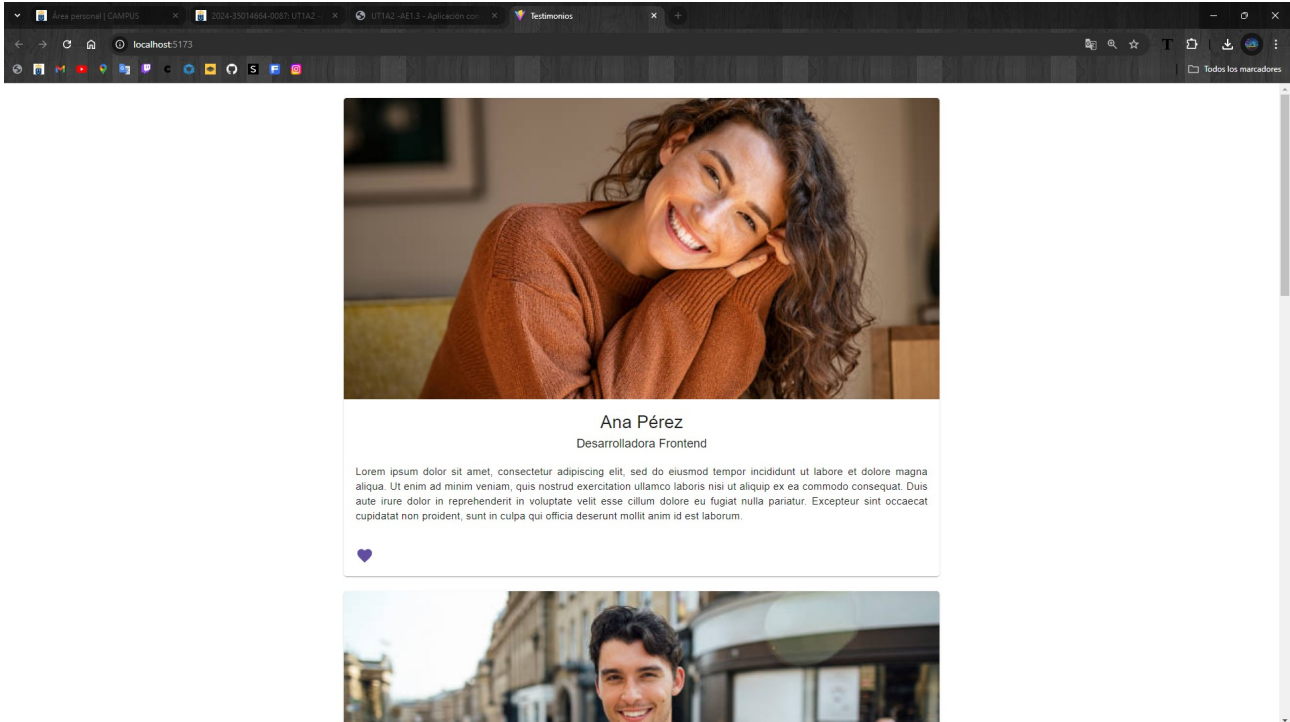 Área personal | CAMPUS
2024-35014664-0087: UT1A2 -
UT1A2 -AE1.3 - Aplicación con
Testimonios
localhost:5173
Todos los marcadores
Ana Pérez
Desarrolladora Frontend
Lorem ipsum dolor sit amet, consectetur adipiscing elit, sed do eiusmod tempor incididunt ut labore et dolore magna
aliqua. Ut enim ad minim veniam, quis nostrud exercitation ullamco laboris nisi ut aliquip ex ea commodo consequat. Duis
aute irure dolor in reprehenderit in voluptate velit esse cillum dolore eu fugiat nulla pariatur. Excepteur sint occaecat
cupidatat non proident, sunt in culpa qui officia deserunt mollit anim id est laborum.